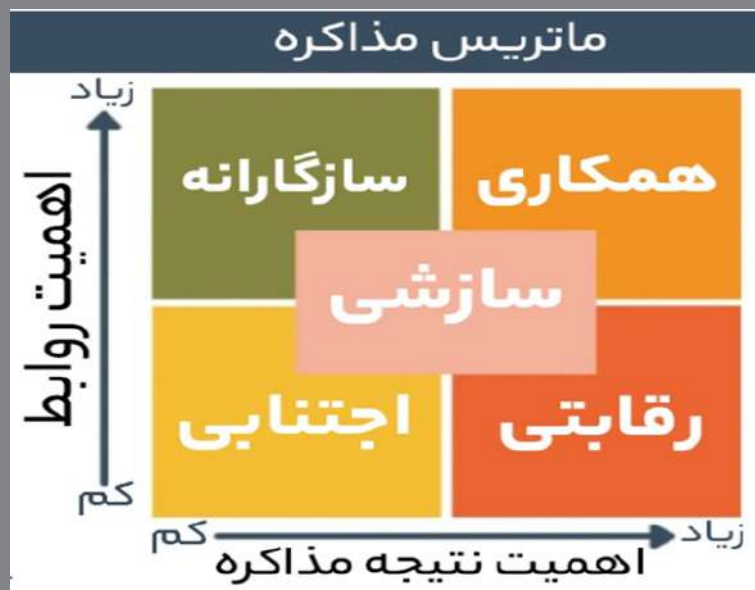 ماتریس مذاکره
زیاد
اهمیت روابط
کم
همکاری
سازگارانه
سازشی
رقابتی
اجتنابی
زیاد
کم
اهمیت نتیجه مذاکره